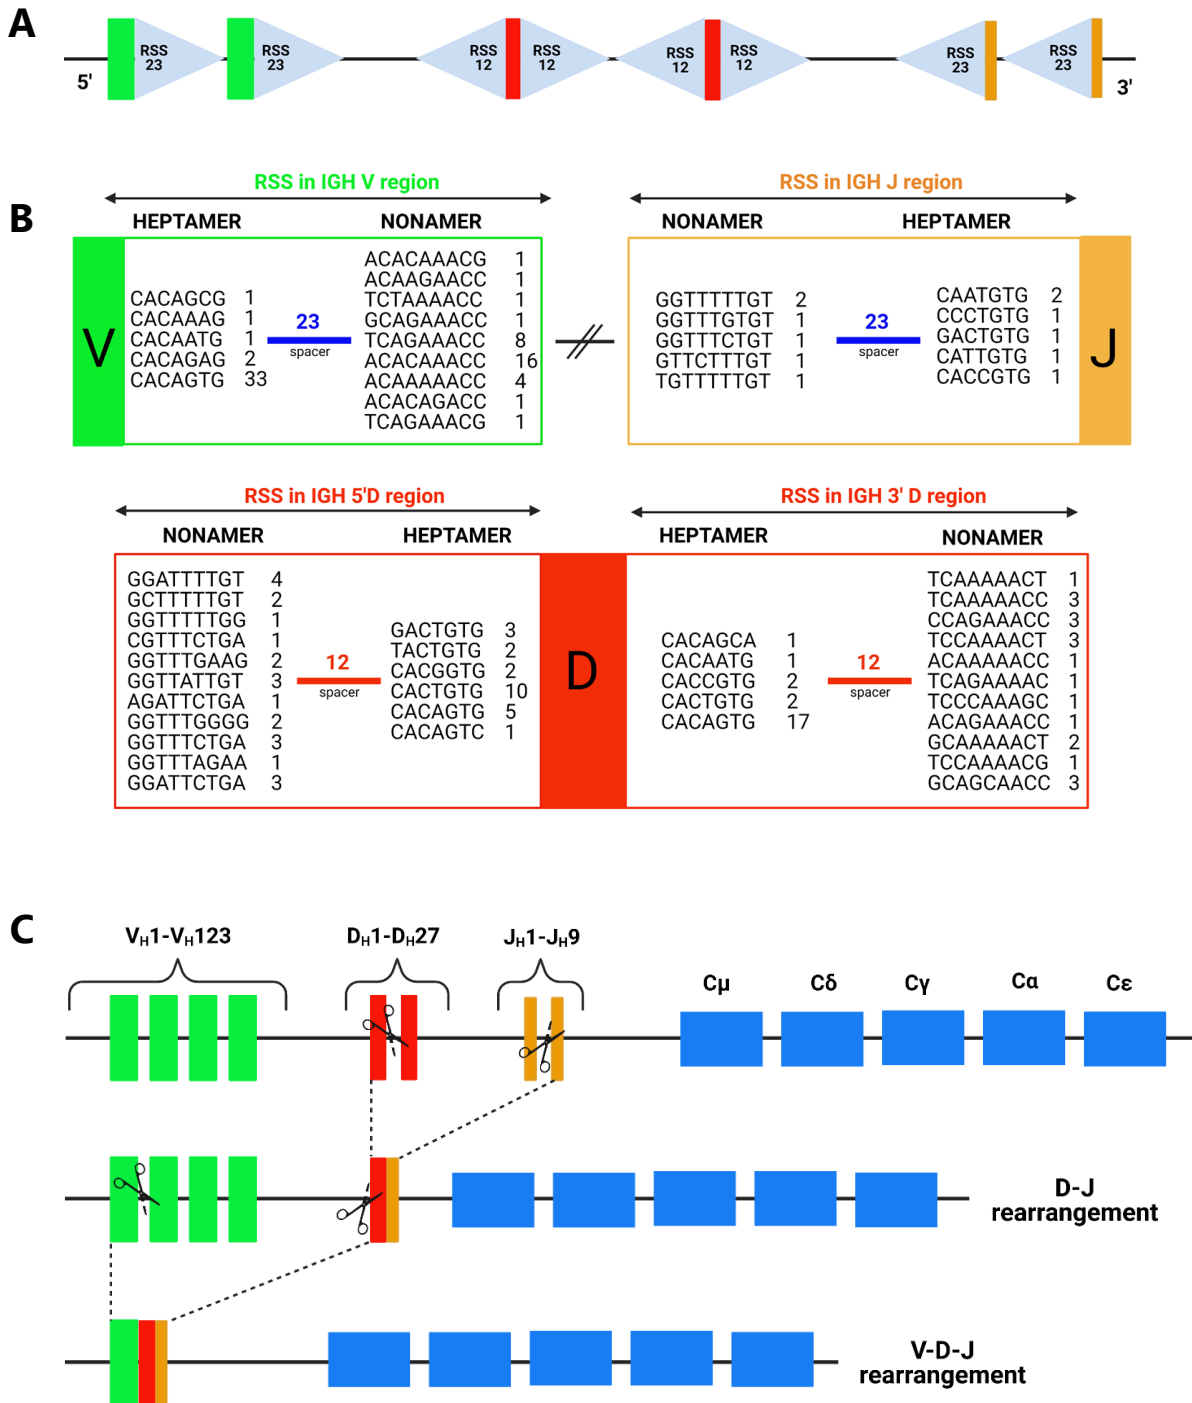 A
RSS 23
RSS 23
RSS 12
RSS 12
RSS 12
RSS 12
RSS 23
RSS 23
5'
3'
B
RSS in IGH V region
HEPTAMER NONAMER
V
CACAGCG 1
CACAAAG 1
CACAATG 1
CACAGAG 2
CACAGTG 33
23
spacer
ACACAAACG 1
ACAAGAACC 1
TCTAAAACC 1
GCAGAAACC 1
TCAGAAACC 8
ACACAAACC 16
ACAAAAACC 4
ACACAGACC 1
TCAGAAACG 1
RSS in IGH J region
NONAMER HEPTAMER
GGTTTTTGT 2
GGTTTGTGT 1
GGTTTCTGT 1
GTTCTTTGT 1
TGTTTTTGT 1
23
spacer
CAATGTG 2
CCCTGTG 1
GACTGTG 1
CATTGTG 1
CACCGTG 1
J
RSS in IGH 5'D region
NONAMER HEPTAMER
GGATTTTGT 4
GCTTTTTGT 2
GGTTTTTGG 1
CGTTTCTGA 1
GGTTTGAAG 2
GGTTATTGT 3
AGATTCTGA 1
GGTTTGGGG 2
GGTTTCTGA 3
GGTTTAGAA 1
GGATTCTGA 3
12
spacer
GACTGTG 3
TACTGTG 2
CACGGTG 2
CACTGTG 10
CACAGTG 5
CACAGTC 1
D
RSS in IGH 3' D region
HEPTAMER NONAMER
CACAGCA 1
CACAATG 1
CACCGTG 2
CACTGTG 2
CACAGTG 17
12
spacer
TCAAAAACT 1
TCAAAAACC 3
CCAGAAACC 3
TCCAAAACT 3
ACAAAAACC 1
TCAGAAAAC 1
TCCCAAAGC 1
ACAGAAACC 1
GCAAAAACT 2
TCCAAAACG 1
GCAGCAACC 3
C
VH1-VH123 DH1-DH27 JH1-JH9
Cμ Cδ Cγ Cα Cε
D-J
rearrangement
V-D-J
rearrangement